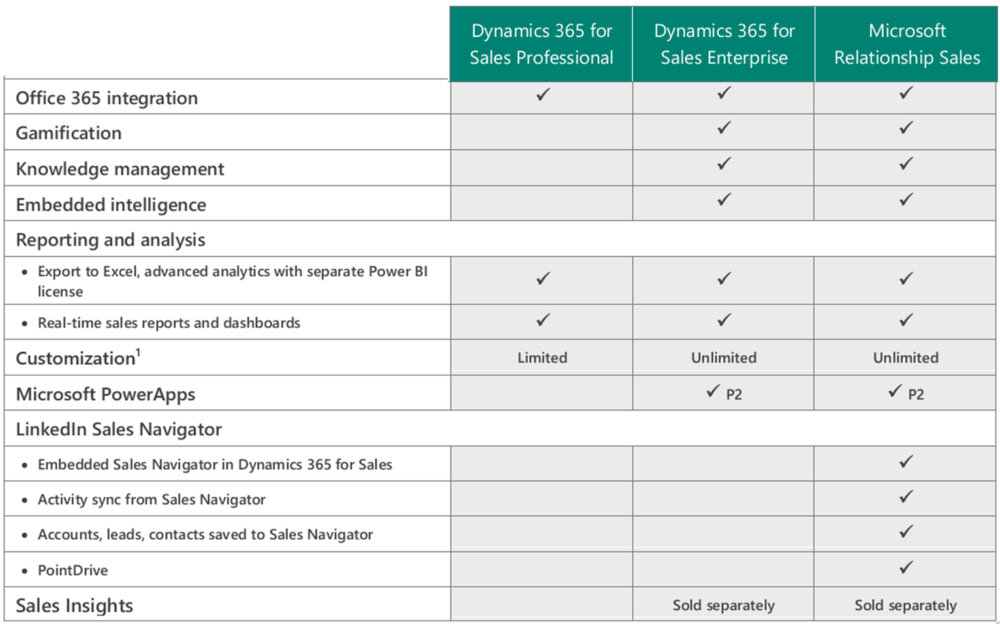 Dynamics 365 for
Sales Professional
Dynamics 365 for
Sales Enterprise
Microsoft
Relationship Sales
Office 365 integration ✓ ✓ ✓
Gamification ✓ ✓
Knowledge management ✓ ✓
Embedded intelligence ✓ ✓
Reporting and analysis
• Export to Excel, advanced analytics with separate Power BI
license ✓ ✓ ✓
• Real-time sales reports and dashboards ✓ ✓ ✓
Customization¹ Limited Unlimited Unlimited
Microsoft PowerApps ✓ P2 ✓ P2
LinkedIn Sales Navigator
• Embedded Sales Navigator in Dynamics 365 for Sales ✓
• Activity sync from Sales Navigator ✓
• Accounts, leads, contacts saved to Sales Navigator ✓
• PointDrive ✓
Sales Insights Sold separately Sold separately